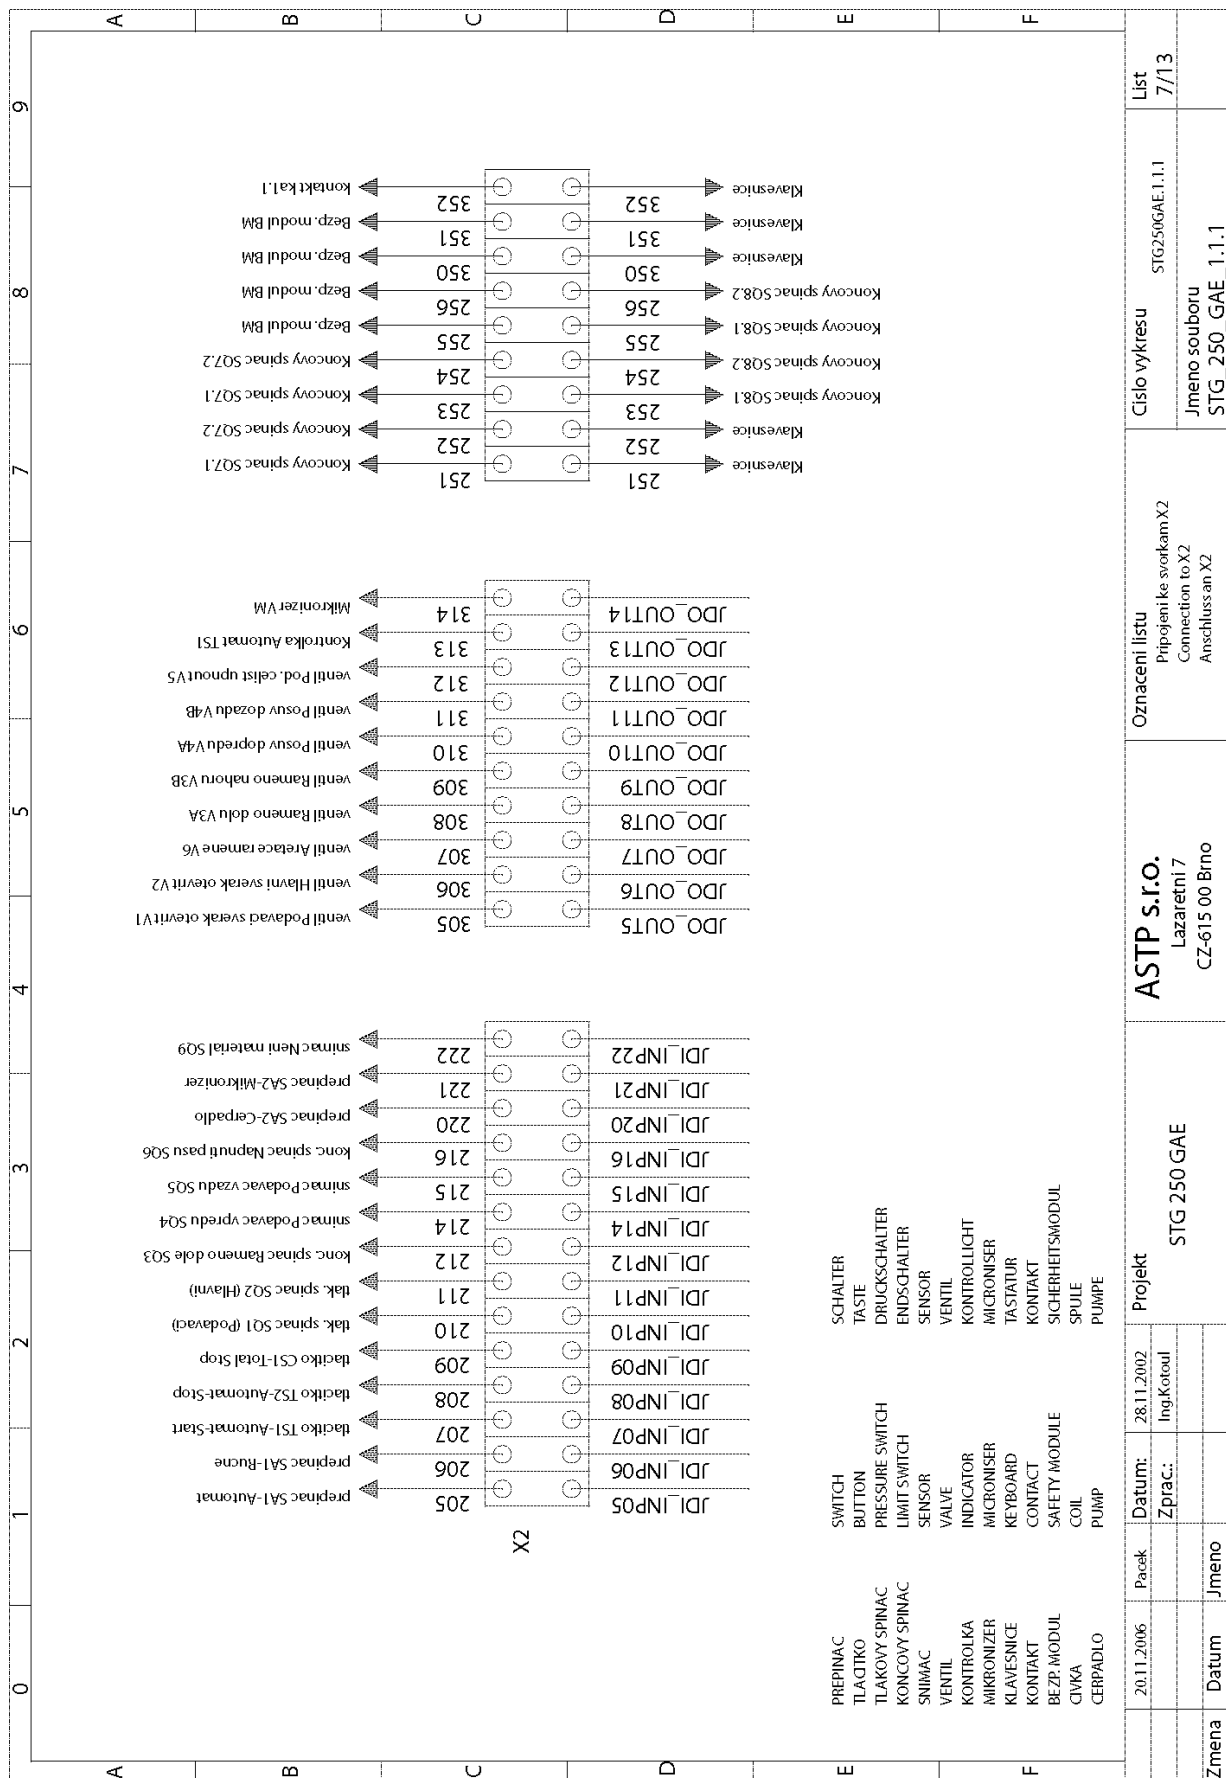 0 1 2 3 4 5 6 7 8 9
A
B
C
D
E
F
A
B
C
D
E
F
X2
prepinac SA1-Automat
205
JDI_INP05
prepinac SA1-Rucne
206
JDI_INP06
tlacitko TS1-Automat-Start
207
JDI_INP07
tlacitko TS2-Automat-Stop
208
JDI_INP08
tlacitko CS1-Total Stop
209
JDI_INP09
tlak. spinac SQ1 (Podavaci)
210
JDI_INP10
tlak. spinac SQ2 (Hlavni)
211
JDI_INP11
konc. spinac Rameno dole SQ3
212
JDI_INP12
snimac Podavac vpredu SQ4
214
JDI_INP14
snimac Podavac vzadu SQ5
215
JDI_INP15
konc. spinac Napnuti pasu SQ6
216
JDI_INP16
prepinac SA2-Cerpadlo
220
JDI_INP20
prepinac SA2-Mikronizer
221
JDI_INP21
snimac Neni material SQ9
222
JDI_INP22
ventil Podavaci sverak otevrit V1
305
JDO_OUT5
ventil Hlavni sverak otevrit V2
306
JDO_OUT6
ventil Aretace ramene V6
307
JDO_OUT7
ventil Rameno dolu V3A
308
JDO_OUT8
ventil Rameno nahoru V3B
309
JDO_OUT9
ventil Posuv dopredu V4A
310
JDO_OUT10
ventil Posuv dozadu V4B
311
JDO_OUT11
ventil Pod. celist upnout V5
312
JDO_OUT12
Kontrolka Automat TS1
313
JDO_OUT13
Mikronizer VM
314
JDO_OUT14
Koncovy spinac SQ7.1
251
251
Klavesnice
Koncovy spinac SQ7.2
252
252
Klavesnice
Koncovy spinac SQ7.1
253
253
Koncovy spinac SQ8.1
Koncovy spinac SQ7.2
254
254
Koncovy spinac SQ8.2
Bezp. modul BM
255
255
Koncovy spinac SQ8.1
Bezp. modul BM
256
256
Koncovy spinac SQ8.2
Bezp. modul BM
350
350
Klavesnice
Bezp. modul BM
351
351
Klavesnice
kontakt ka1.1
352
352
Klavesnice
PREPINAC SWITCH SCHALTER
TLACITKO BUTTON TASTE
TLAKOVY SPINAC PRESSURE SWITCH DRUCKSCHALTER
KONCOVY SPINAC LIMIT SWITCH ENDSCHALTER
SNIMAC SENSOR SENSOR
VENTIL VALVE VENTIL
KONTROLKA INDICATOR KONTROLLICHT
MIKRONIZER MICRONISER MICRONISER
KLAVESNICE KEYBOARD TASTATUR
KONTAKT CONTACT KONTAKT
BEZP. MODUL SAFETY MODULE SICHERHEITSMODUL
CIVKA COIL SPULE
CERPADLO PUMP PUMPE
20.11.2006 Pacek
Zmena Datum Jmeno
Datum: 28.11.2002
Zprac.: Ing.Kotoul
Projekt
STG 250 GAE
ASTP s.r.o.
Lazaretni 7
CZ-615 00 Brno
Oznaceni listu
Pripojeni ke svorkam X2
Connection to X2
Anschluss an X2
Cislo vykresu
STG250GAE.1.1.1
Jmeno souboru
STG_250_GAE_1.1.1
List
7/13